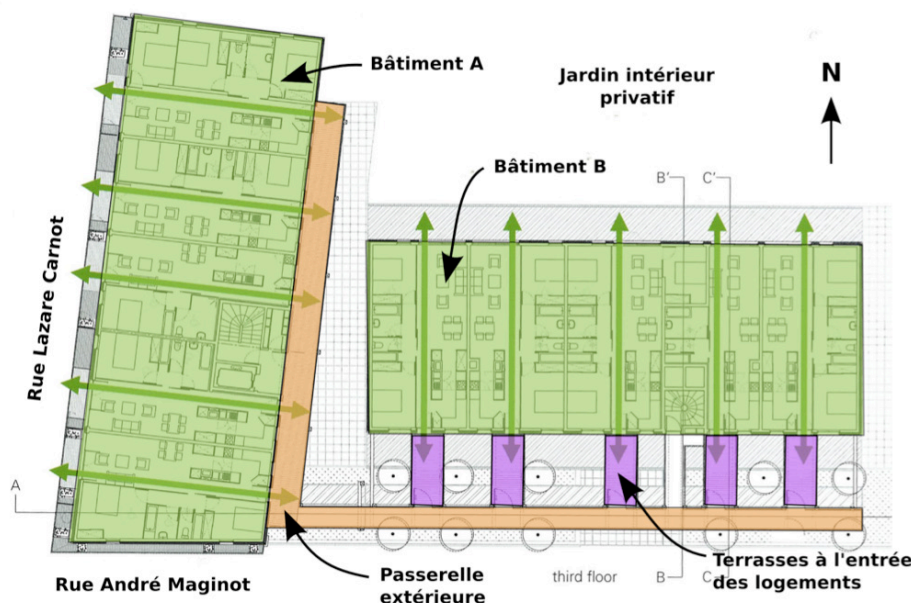 Bâtiment A
Jardin intérieur
privatif
N
Bâtiment B
B'
C'
Rue Lazare Carnot
A
Rue André Maginot
Passerelle
extérieure
third floor
B
C
Terrasses à l'entrée
des logements